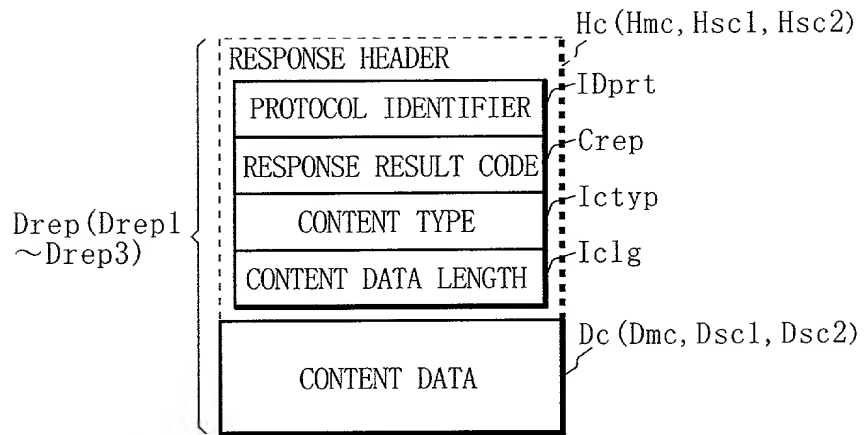 Hc(Hmc, Hsc1, Hsc2)
RESPONSE HEADER
IDprt
PROTOCOL IDENTIFIER
Crep
RESPONSE RESULT CODE
Ictyp
CONTENT TYPE
Drep(Drep1
~Drep3)
Iclg
CONTENT DATA LENGTH
Dc(Dmc, Dsc1, Dsc2)
CONTENT DATA